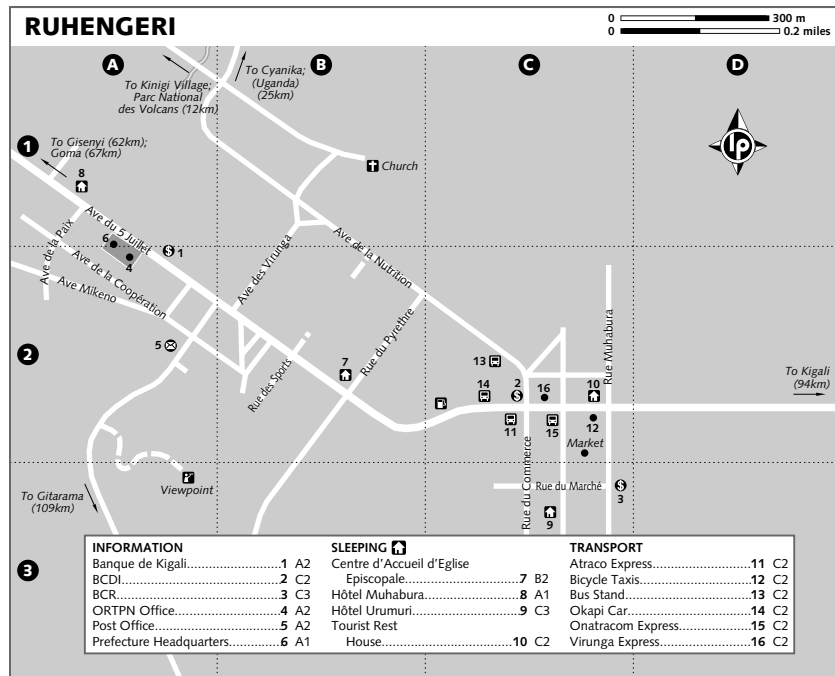 RUHENGERI
0 300 m
0 0.2 miles
A
B
C
D
To Kinigi Village;
Parc National
des Volcans (12km)
To Cyanika;
(Uganda)
(25km)
1
To Gisenyi (62km);
Goma (67km)
8
Church
lp
Ave du 5 Juillet
Ave de la Paix
6
4
1
Ave de la Coopération
Ave Mikeno
Ave des Virunga
Ave de la Nutrition
Rue du Pyrethre
Rue Muhabura
2
5
Rue des Sports
7
13
14
2
16
10
To Kigali
(94km)
11
15
12
Market
Rue du Commerce
Viewpoint
To Gitarama
(109km)
Rue du Marché
3
9
3
INFORMATION
Banque de Kigali...................1 A2
BCDI.......................................2 C2
BCR........................................3 C3
ORTPN Office........................4 A2
Post Office.............................5 A2
Prefecture Headquarters........6 A1
SLEEPING
Centre d'Accueil d'Eglise
Episcopale.........................7 B2
Hôtel Muhabura....................8 A1
Hôtel Urumuri.......................9 C3
Tourist Rest
House..............................10 C2
TRANSPORT
Atraco Express.....................11 C2
Bicycle Taxis........................12 C2
Bus Stand.............................13 C2
Okapi Car.............................14 C2
Onatracom Express..............15 C2
Virunga Express...................16 C2